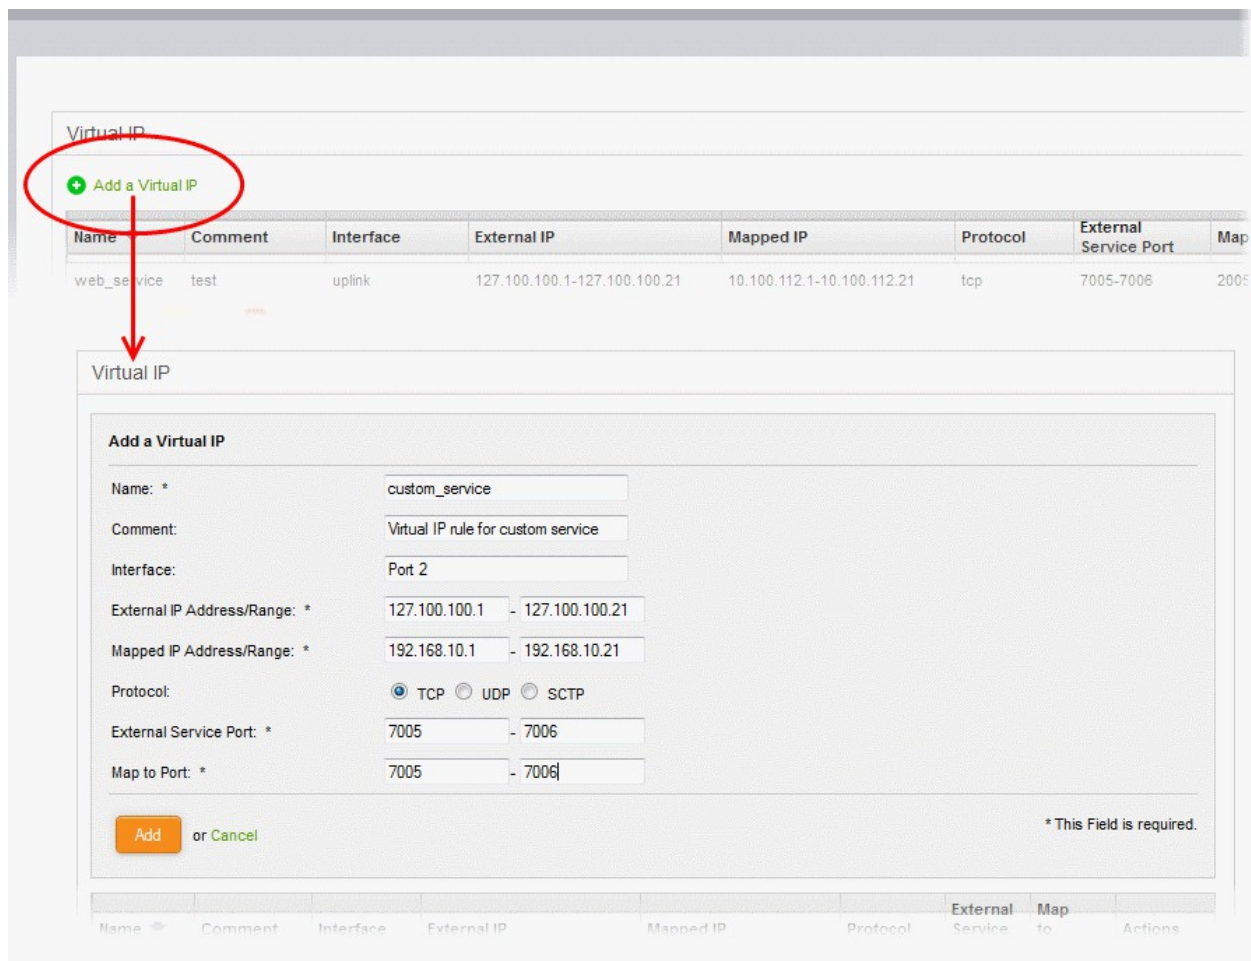 Virtual IP
Add a Virtual IP
Name Comment Interface External IP Mapped IP Protocol External Service Port Map
web_service test uplink 127.100.100.1-127.100.100.21 10.100.112.1-10.100.112.21 tcp 7005-7006 2005
Virtual IP
Add a Virtual IP
Name: * custom_service
Comment: Virtual IP rule for custom service
Interface: Port 2
External IP Address/Range: * 127.100.100.1 - 127.100.100.21
Mapped IP Address/Range: * 192.168.10.1 - 192.168.10.21
Protocol: TCP UDP SCTP
External Service Port: * 7005 - 7006
Map to Port: * 7005 - 7006
Add or Cancel
* This Field is required.
Name Comment Interface External IP Mapped IP Protocol External Service Map to Actions